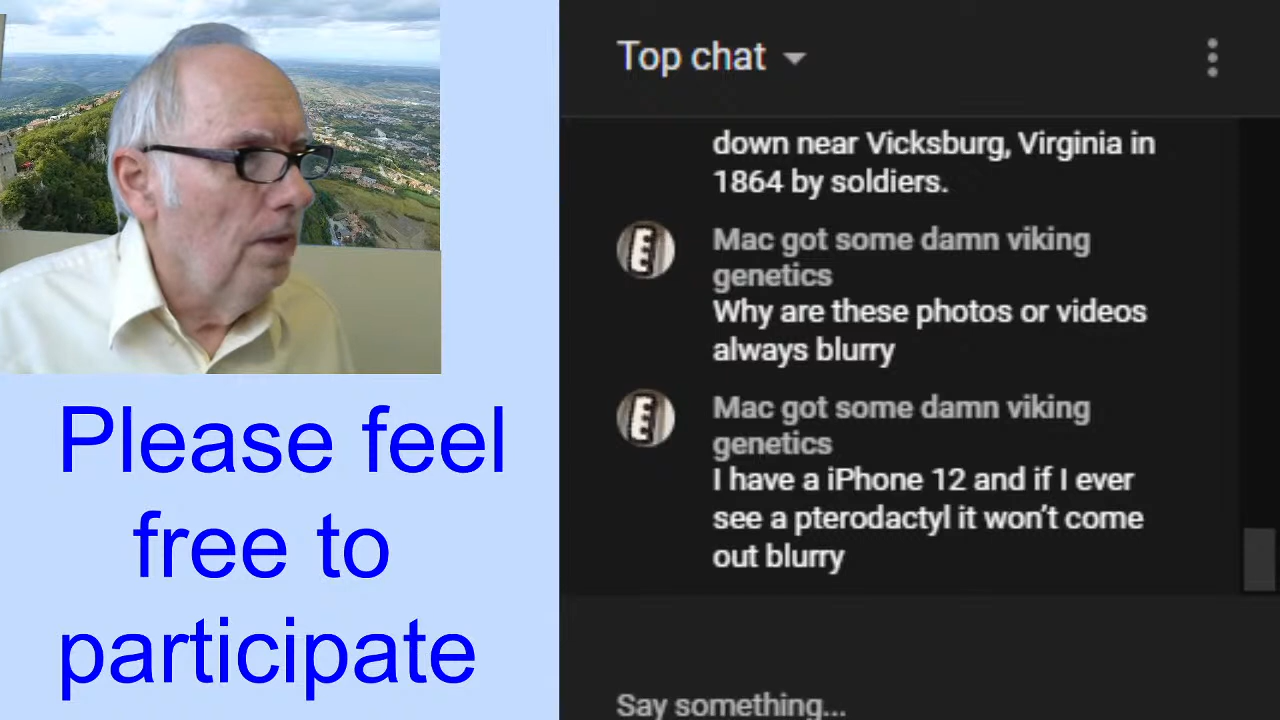 Please feel
free to
participate
Top chat
down near Vicksburg, Virginia in
1864 by soldiers.
Mac got some damn viking
genetics
Why are these photos or videos
always blurry
Mac got some damn viking
genetics
I have a iPhone 12 and if I ever
see a pterodactyl it won't come
out blurry
Say something...